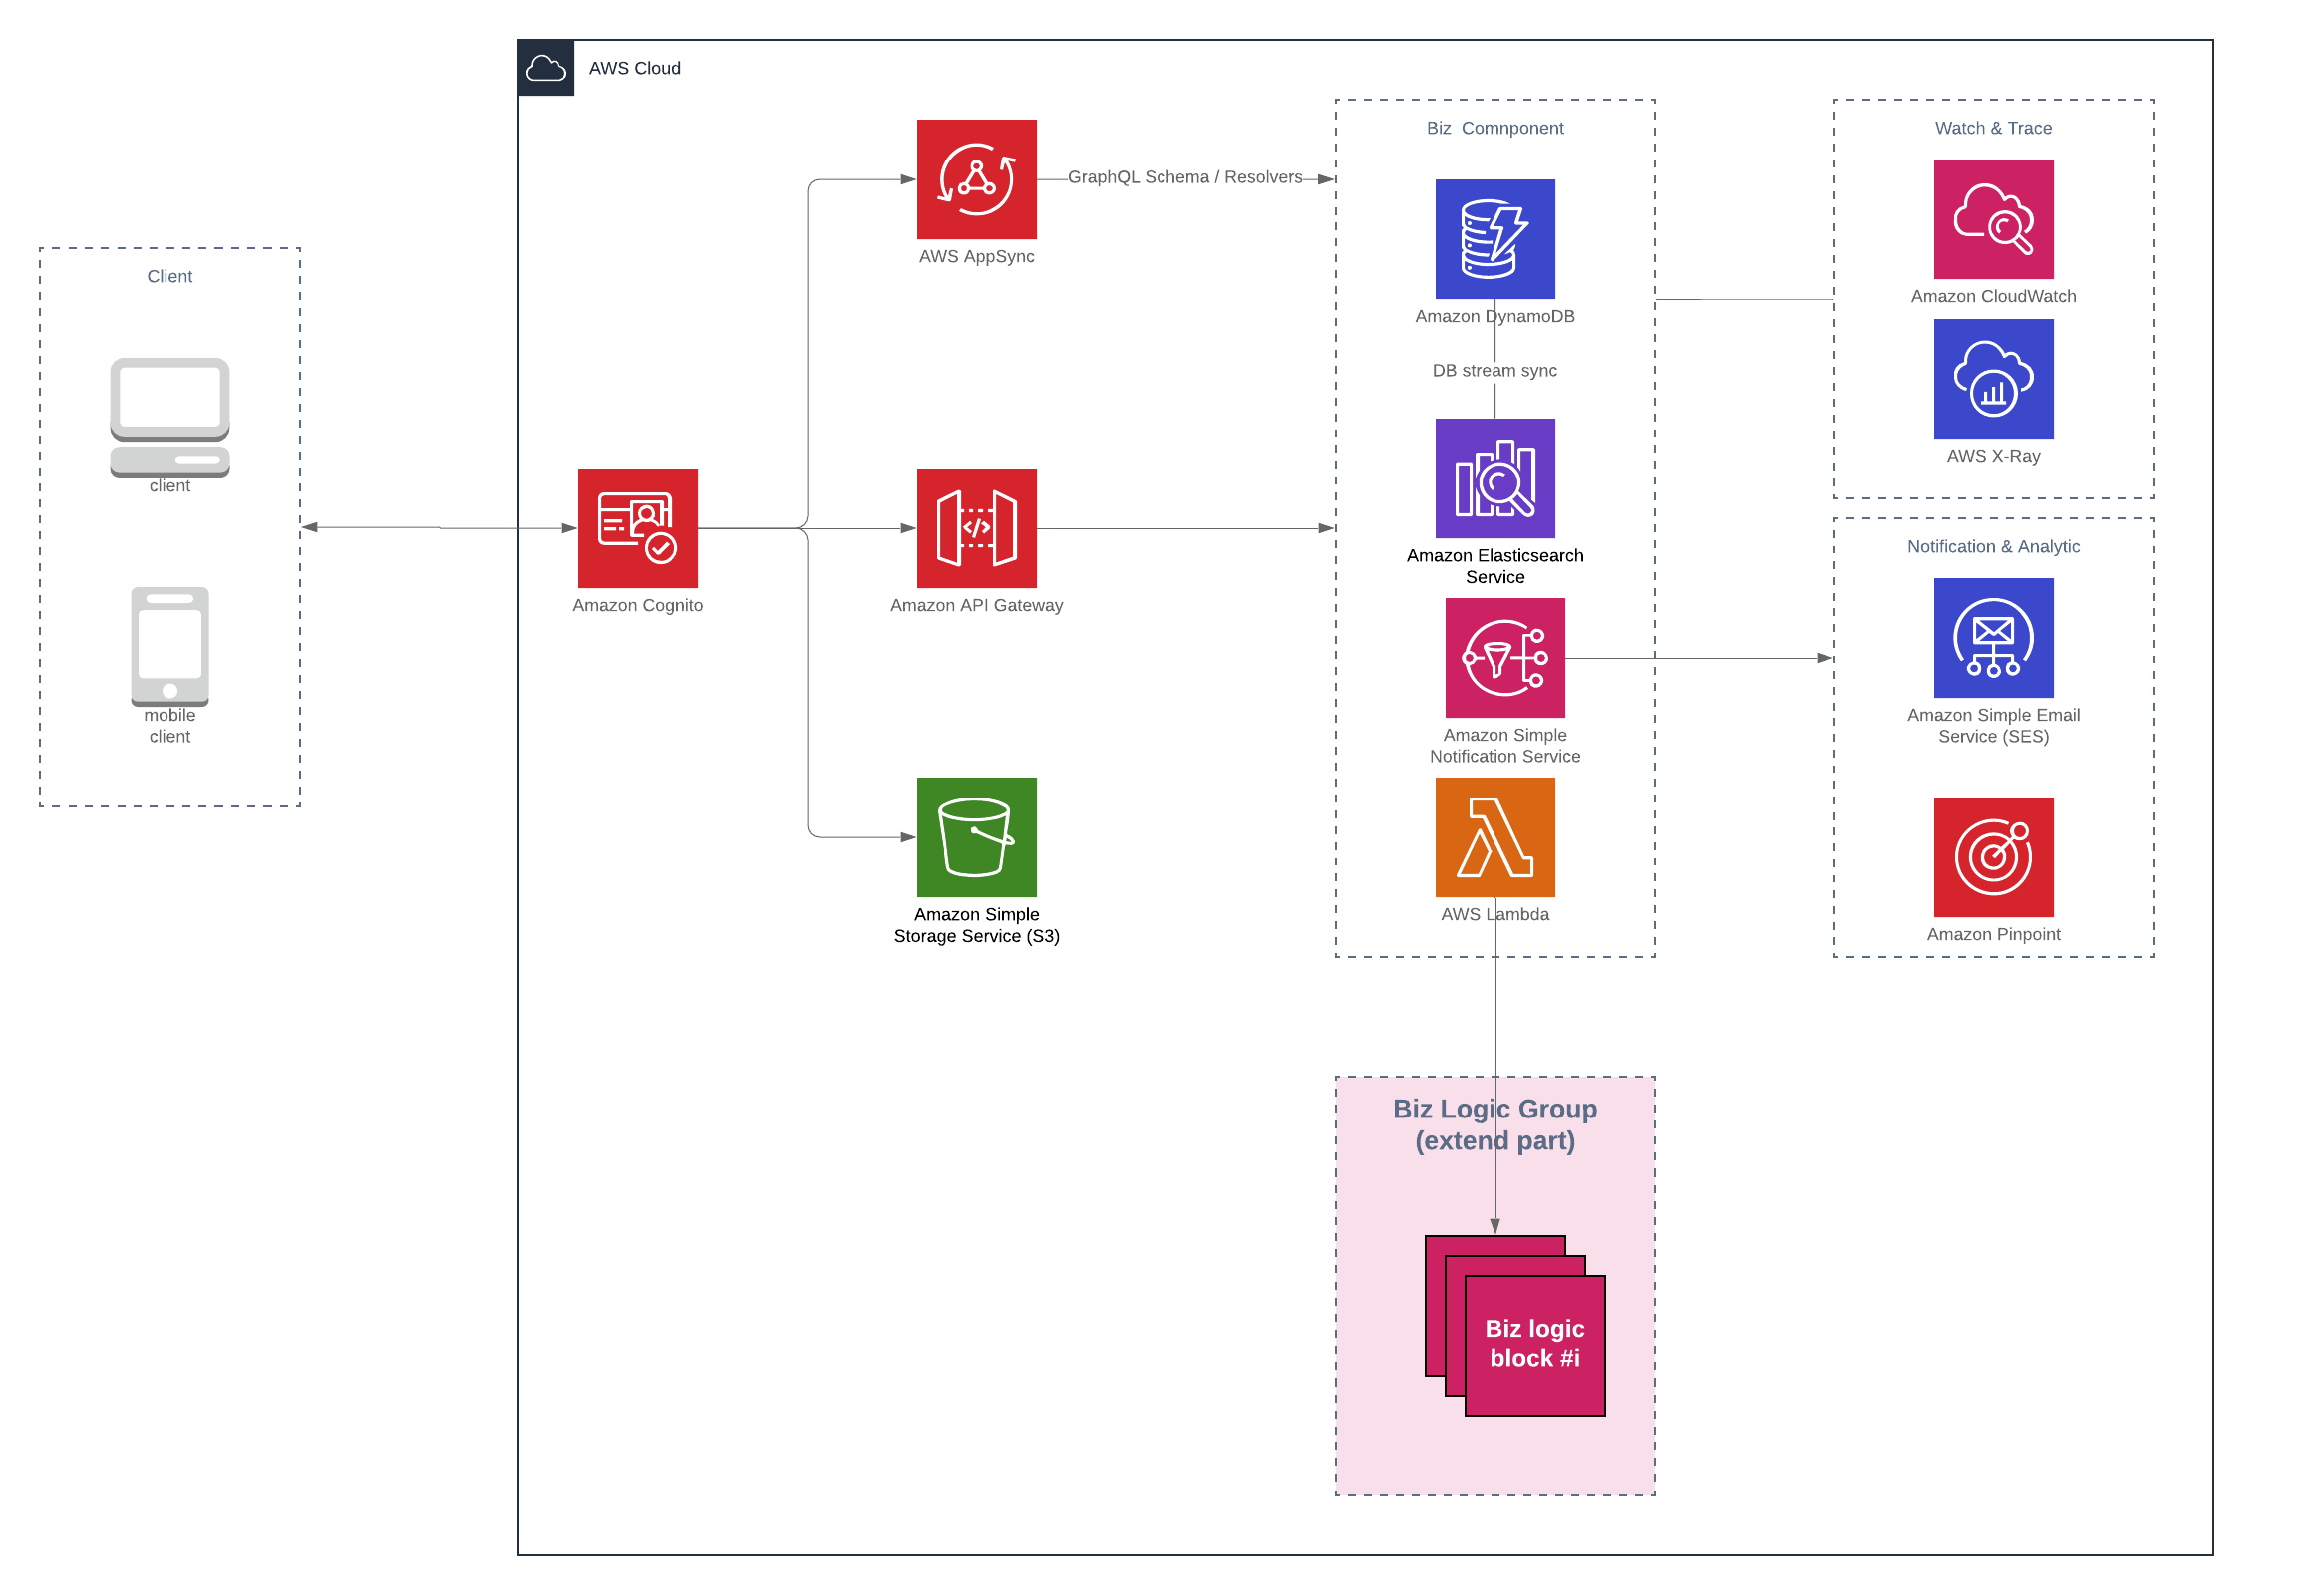 AWS Cloud
Client
client
mobile
client
Amazon Cognito
AWS AppSync
GraphQL Schema / Resolvers
Amazon API Gateway
Amazon Simple
Storage Service (S3)
Biz  Comnponent
Amazon DynamoDB
DB stream sync
Amazon Elasticsearch
Service
Amazon Simple
Notification Service
AWS Lambda
Watch & Trace
Amazon CloudWatch
AWS X-Ray
Notification & Analytic
Amazon Simple Email
Service (SES)
Amazon Pinpoint
Biz Logic Group
(extend part)
Biz logic
block #i